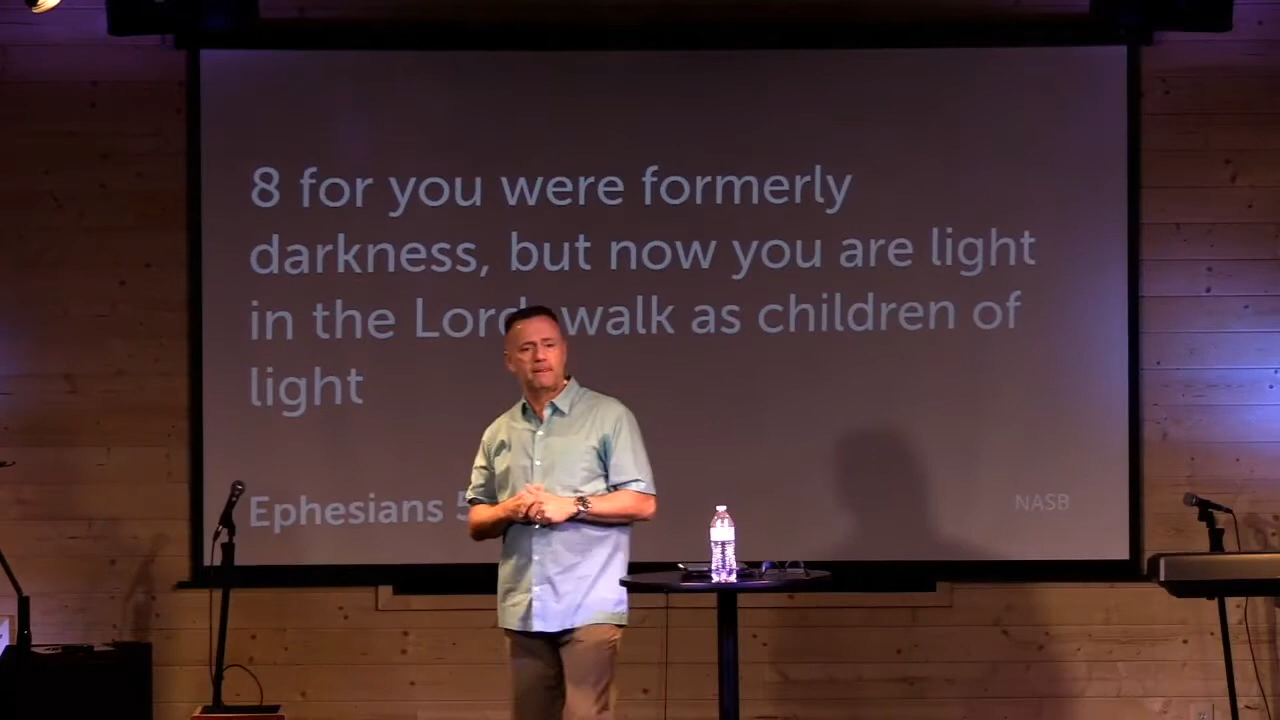 8 for you were formerly
darkness, but now you are light
in the Lord walk as children of
light
Ephesians 5
NASB